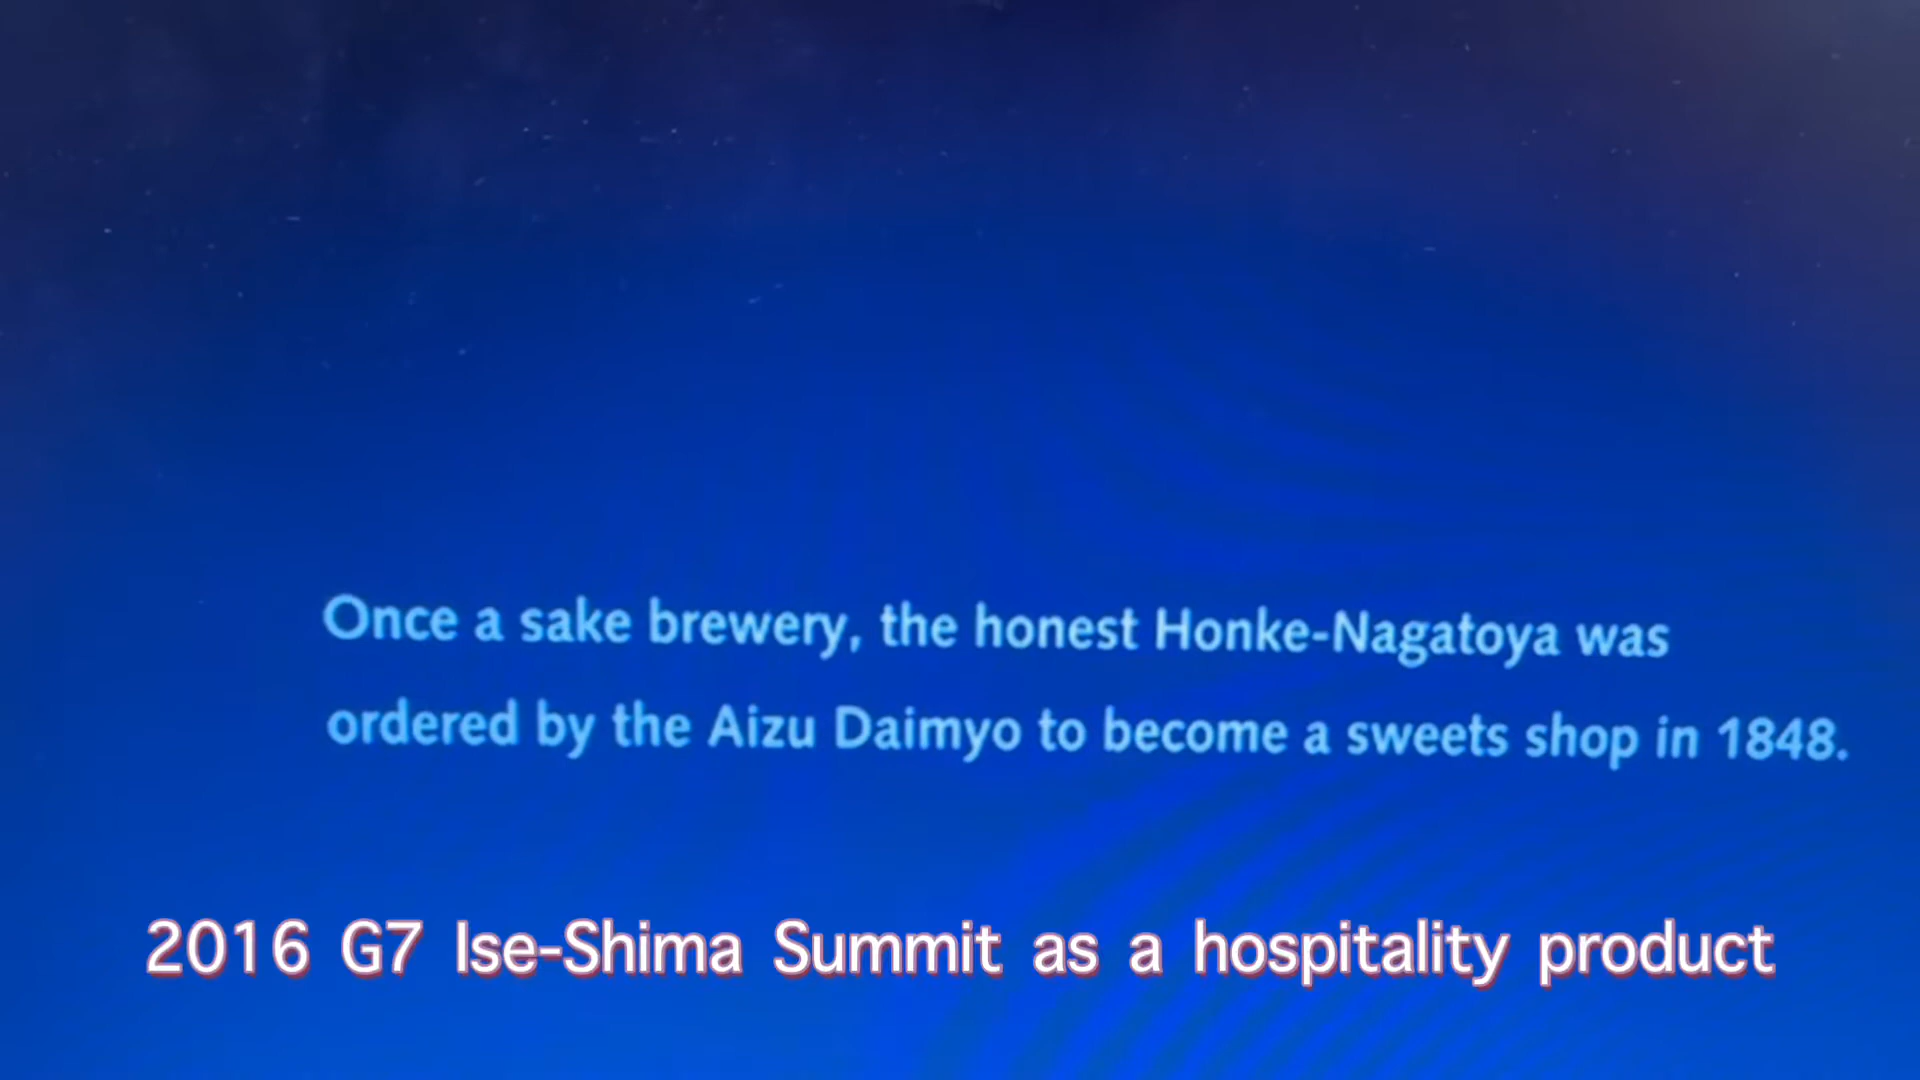 Once a sake brewery, the honest Honke-Nagatoya was
ordered by the Aizu Daimyo to become a sweets shop in 1848.
2016 G7 Ise-Shima Summit as a hospitality product